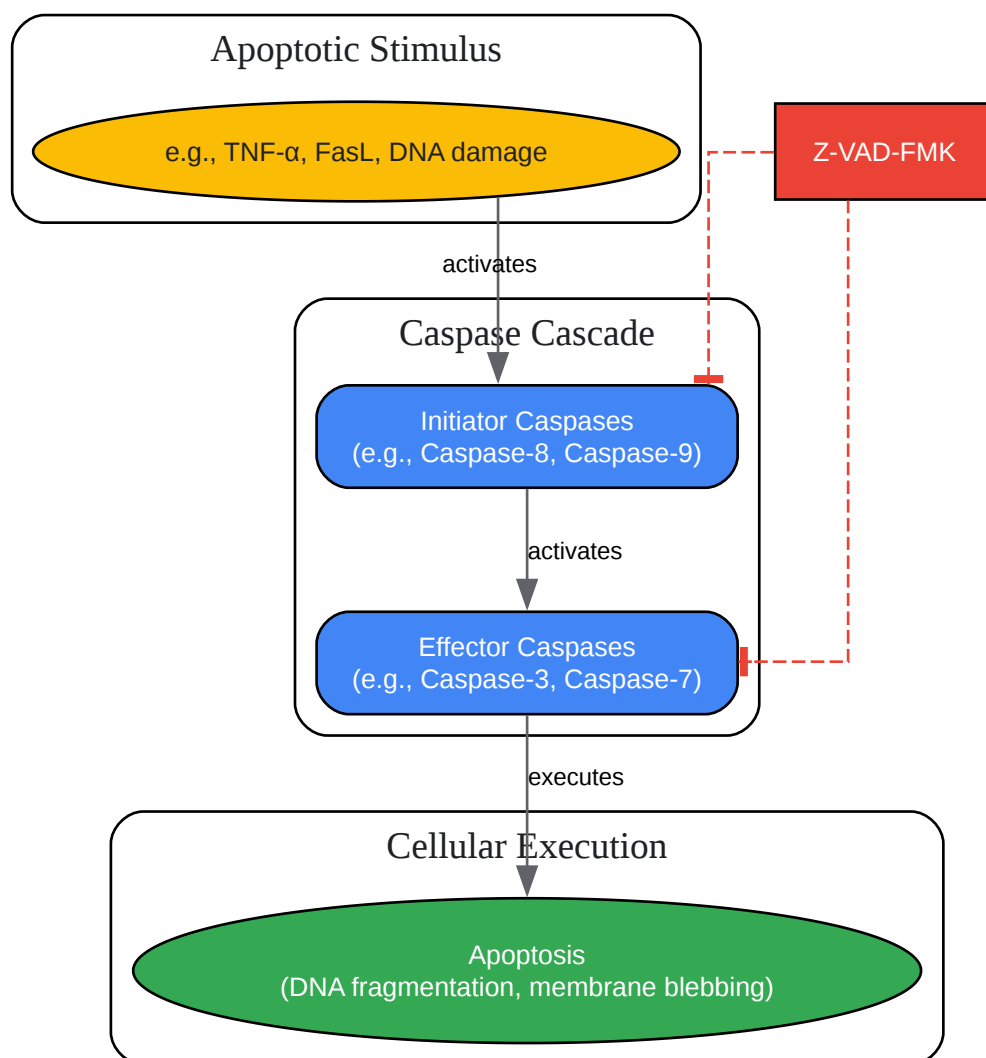 Apoptotic Stimulus
e.g., TNF-α, FasL, DNA damage
Z-VAD-FMK
activates
Caspase Cascade
Initiator Caspases
(e.g., Caspase-8, Caspase-9)
activates
Effector Caspases
(e.g., Caspase-3, Caspase-7)
executes
Cellular Execution
Apoptosis
(DNA fragmentation, membrane blebbing)